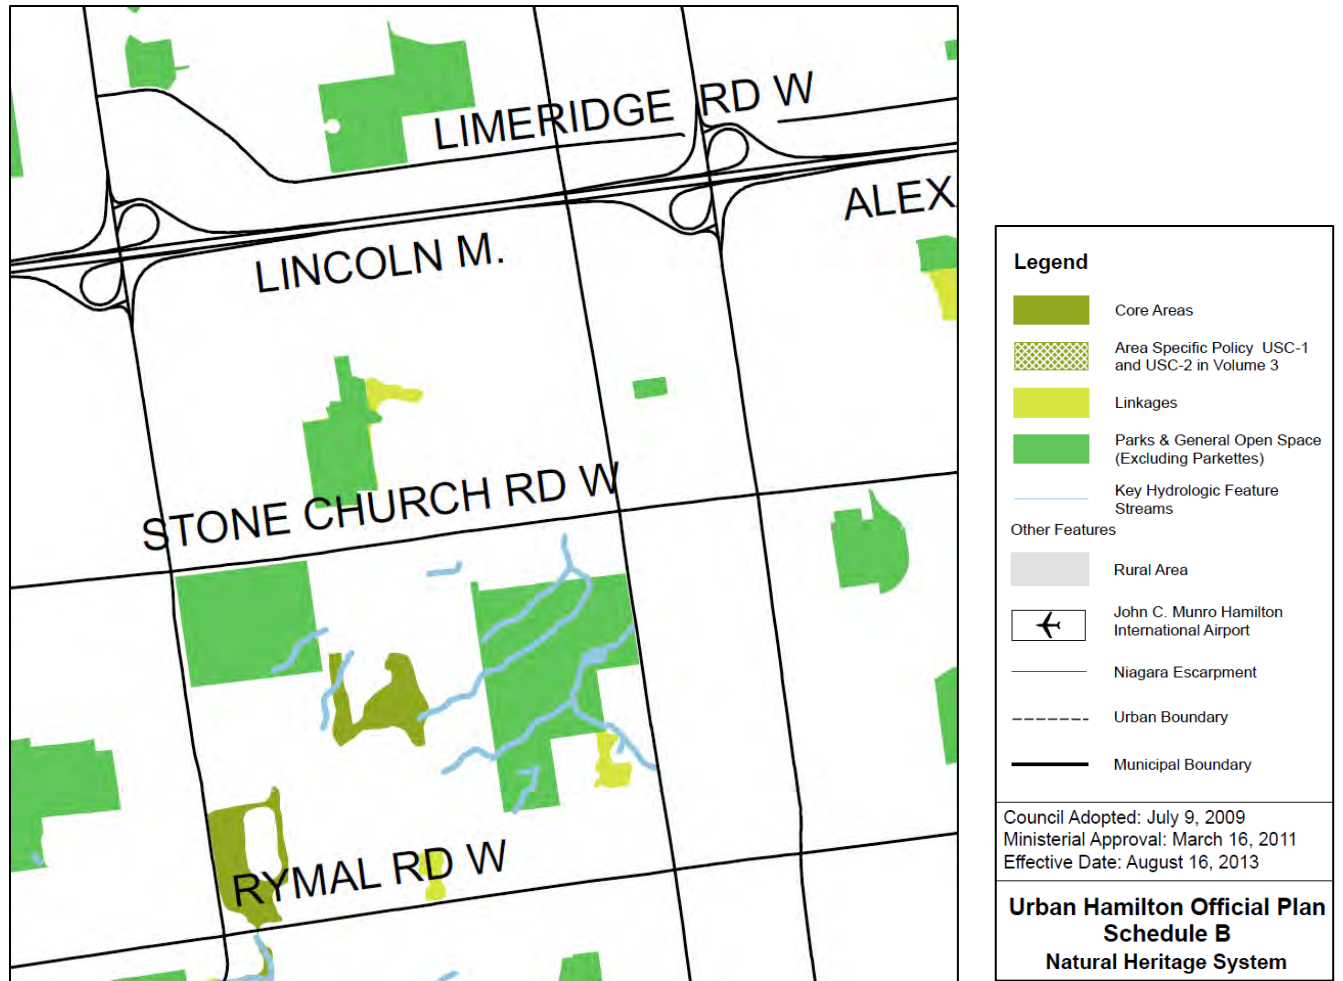 LIMERIDGE RD W
ALEX
LINCOLN M.
STONE CHURCH RD W
RYMAL RD W
Legend
Core Areas
Area Specific Policy USC-1
and USC-2 in Volume 3
Linkages
Parks & General Open Space
(Excluding Parkettes)
Key Hydrologic Feature
Streams
Other Features
Rural Area
John C. Munro Hamilton
International Airport
Niagara Escarpment
Urban Boundary
Municipal Boundary
Council Adopted: July 9, 2009
Ministerial Approval: March 16, 2011
Effective Date: August 16, 2013
Urban Hamilton Official Plan
Schedule B
Natural Heritage System